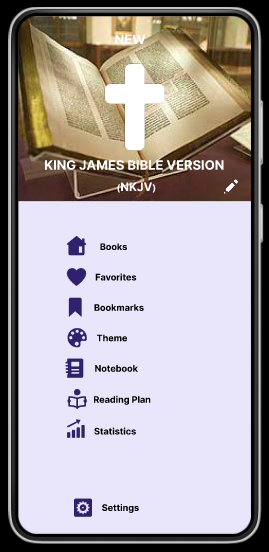 NEW
KING JAMES BIBLE VERSION
(NKJV)
Books
Favorites
Bookmarks
Theme
Notebook
Reading Plan
Statistics
Settings